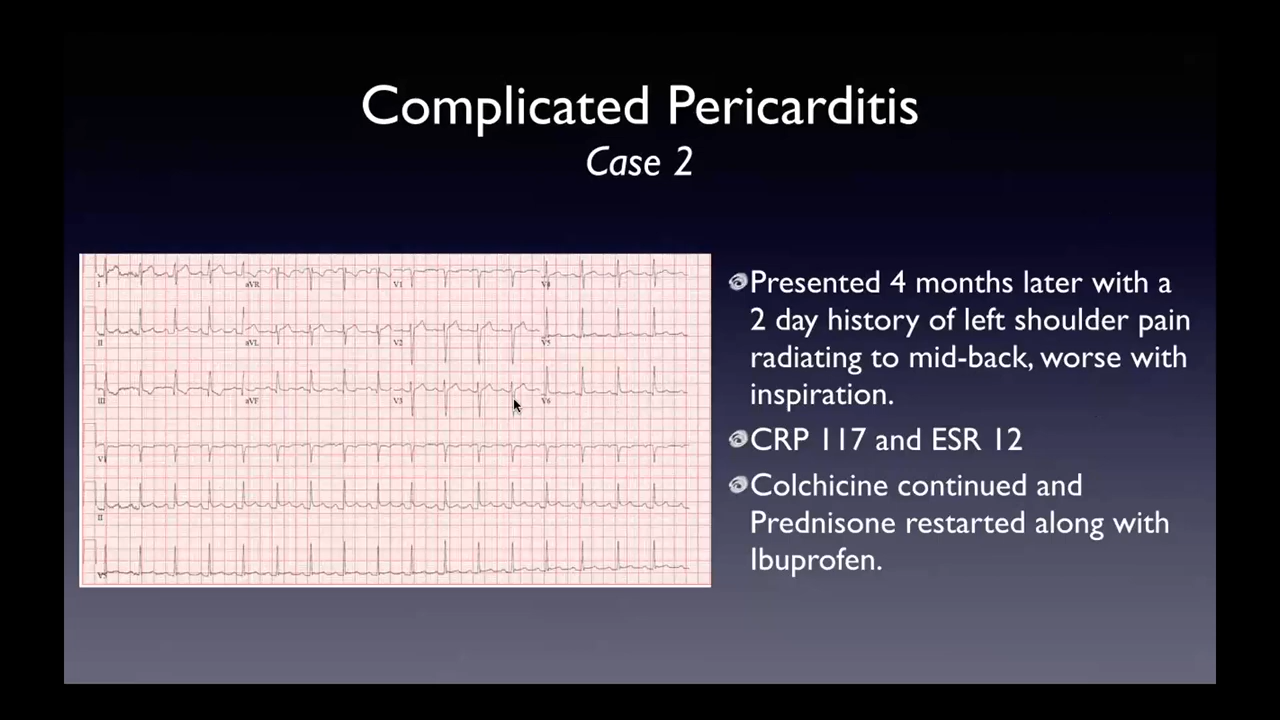 Complicated Pericarditis
Case 2
I aVR V1 V4
II aVL V2 V5
III aVF V3 V6
V1
II
V5
Presented 4 months later with a
2 day history of left shoulder pain
radiating to mid-back, worse with
inspiration.
CRP 117 and ESR 12
Colchicine continued and
Prednisone restarted along with
Ibuprofen.